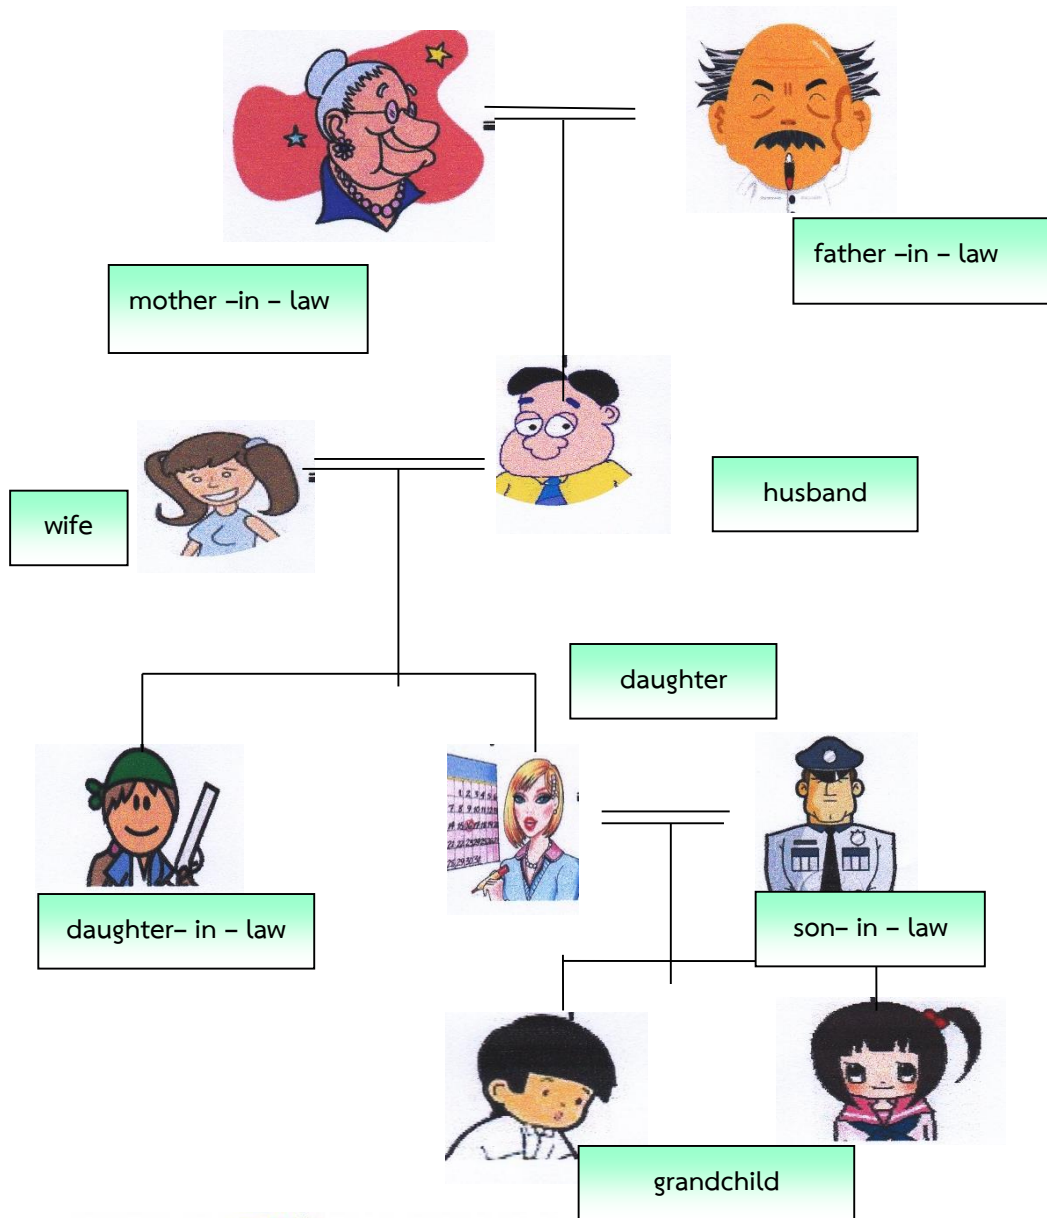 father –in – law
mother –in – law
husband
wife
daughter
daughter– in – law
son– in – law
grandchild